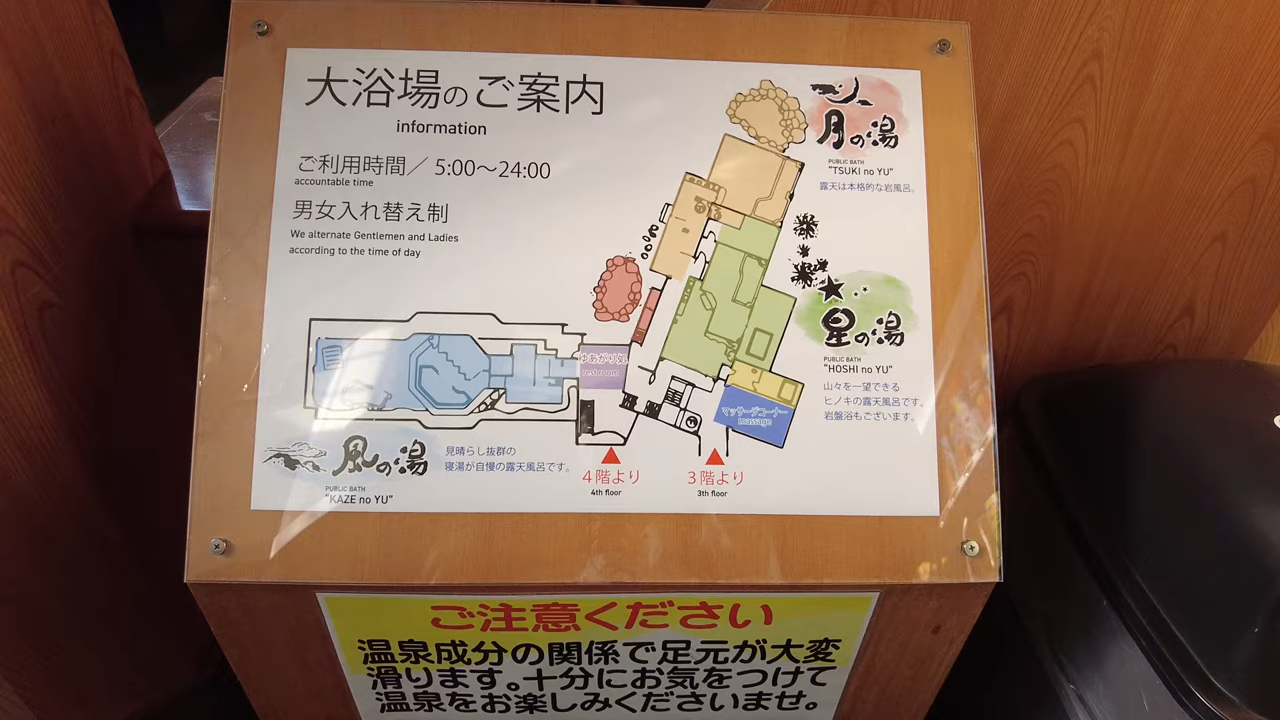 大浴場のご案内
information
ご利用時間／ 5:00～24:00
accountable time
男女入れ替え制
We alternate Gentlemen and Ladies
according to the time of day
月の湯
PUBLIC BATH
"TSUKI no YU"
露天は本格的な岩風呂。
星の湯
PUBLIC BATH
"HOSHI no YU"
山々を一望できる
ヒノキの露天風呂です。
岩盤浴もございます。
ゆあがり処
restroom
マッサージコーナー
massage
風の湯
PUBLIC BATH
"KAZE no YU"
見晴らし抜群の
寝湯が自慢の露天風呂です。
4階より
4th floor
3階より
3th floor
ご注意ください
温泉成分の関係で足元が大変
滑ります。十分にお気をつけて
温泉をお楽しみくださいませ。